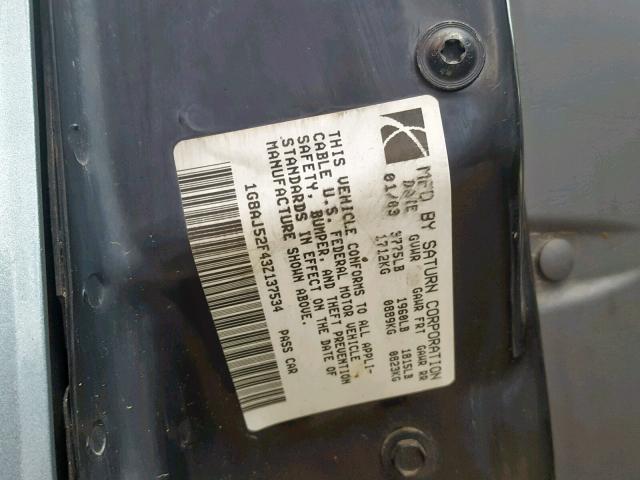 MFD BY SATURN CORPORATION
DATE GVWR GAWR FRT GAWR RR
01/03 3775LB 1960LB 1815LB
1712KG 0889KG 0823KG
THIS VEHICLE CONFORMS TO ALL APPLI-
CABLE U.S. FEDERAL MOTOR VEHICLE
SAFETY, BUMPER, AND THEFT PREVENTION
STANDARDS IN EFFECT ON THE DATE OF
MANUFACTURE SHOWN ABOVE.
1G8AJ52F43Z137534 PASS CAR